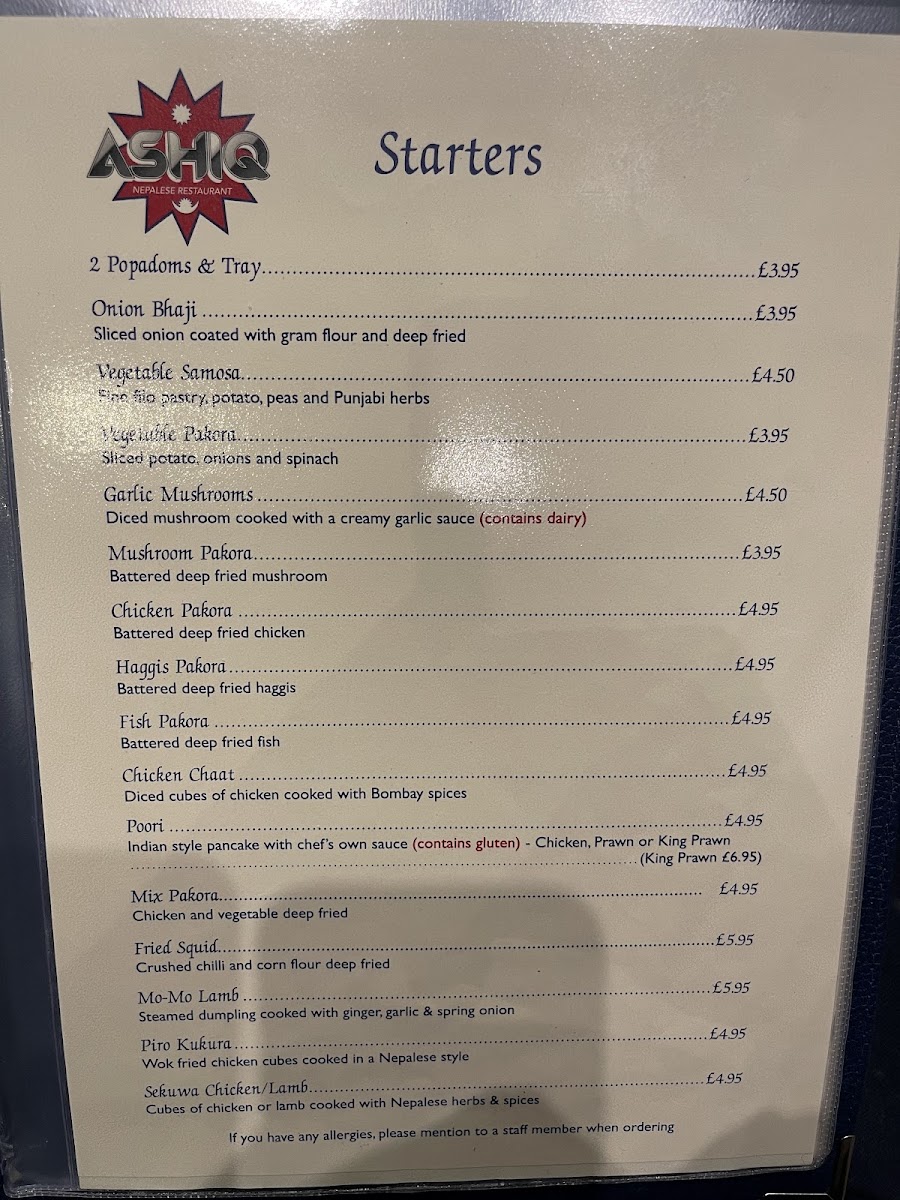 ASHIQ
NEPALESE RESTAURANT
Starters
2 Popadoms & Tray £3.95
Onion Bhaji £3.95
Sliced onion coated with gram flour and deep fried
Vegetable Samosa £4.50
Fine filo pastry, potato, peas and Punjabi herbs
Vegetable Pakora £3.95
Sliced potato, onions and spinach
Garlic Mushrooms £4.50
Diced mushroom cooked with a creamy garlic sauce (contains dairy)
Mushroom Pakora £3.95
Battered deep fried mushroom
Chicken Pakora £4.95
Battered deep fried chicken
Haggis Pakora £4.95
Battered deep fried haggis
Fish Pakora £4.95
Battered deep fried fish
Chicken Chaat £4.95
Diced cubes of chicken cooked with Bombay spices
Poori £4.95
Indian style pancake with chef's own sauce (contains gluten) - Chicken, Prawn or King Prawn
(King Prawn £6.95)
Mix Pakora £4.95
Chicken and vegetable deep fried
Fried Squid £5.95
Crushed chilli and corn flour deep fried
Mo-Mo Lamb £5.95
Steamed dumpling cooked with ginger, garlic & spring onion
Piro Kukura £4.95
Wok fried chicken cubes cooked in a Nepalese style
Sekuwa Chicken/Lamb £4.95
Cubes of chicken or lamb cooked with Nepalese herbs & spices
If you have any allergies, please mention to a staff member when ordering